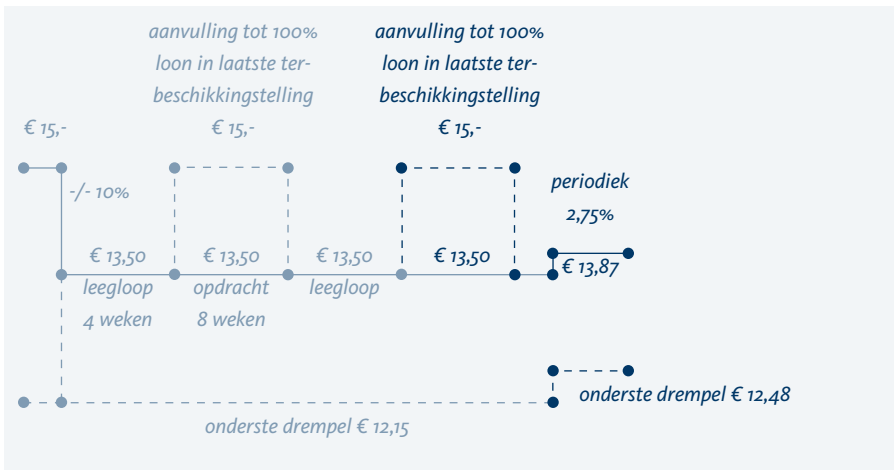 aanvulling tot 100%
loon in laatste ter-
beschikkingstelling
€ 15,-
aanvulling tot 100%
loon in laatste ter-
beschikkingstelling
€ 15,-
€ 15,-
-/- 10%
periodiek
2,75%
€ 13,50
leegloop
4 weken
€ 13,50
opdracht
8 weken
€ 13,50
leegloop
€ 13,50
€ 13,87
onderste drempel € 12,48
onderste drempel € 12,15